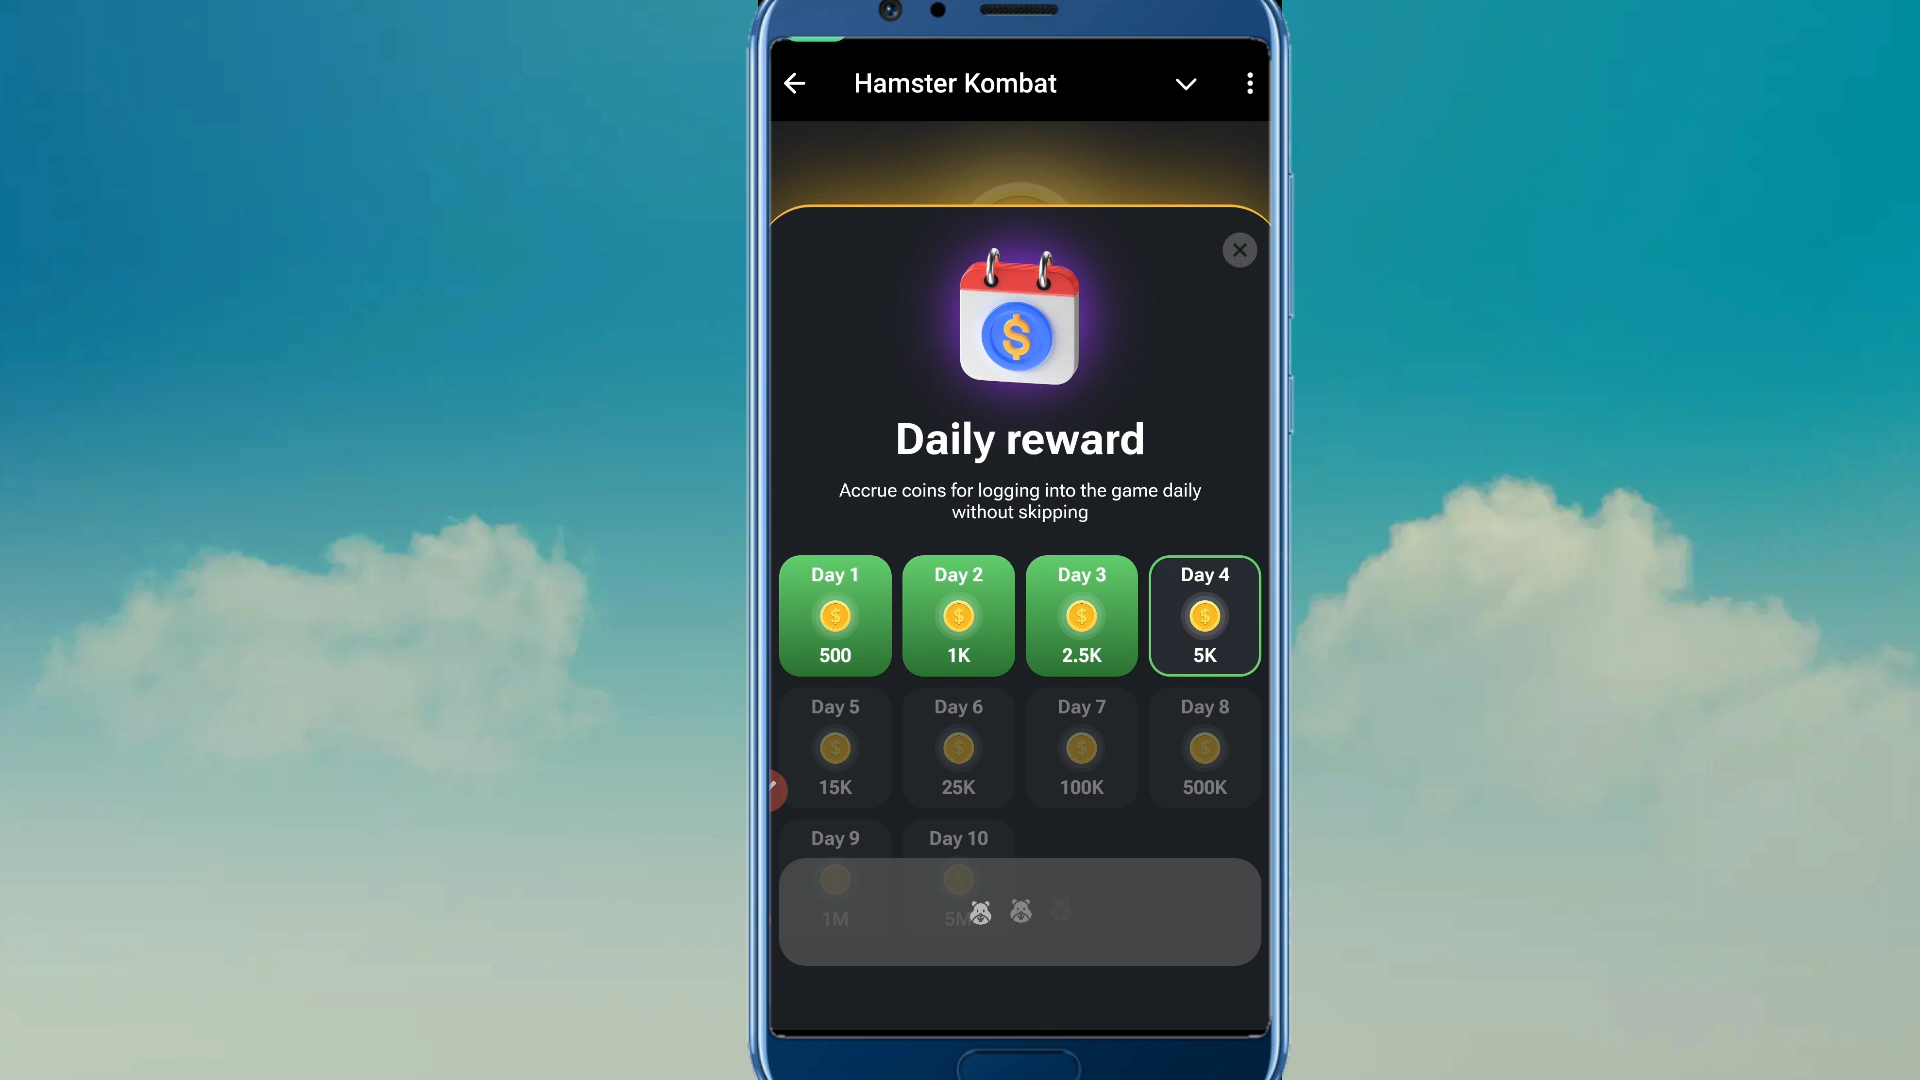 Hamster Kombat
Daily reward
Accrue coins for logging into the game daily
without skipping
Day 1
500
Day 2
1K
Day 3
2.5K
Day 4
5K
Day 5
15K
Day 6
25K
Day 7
100K
Day 8
500K
Day 9
1M
Day 10
5M